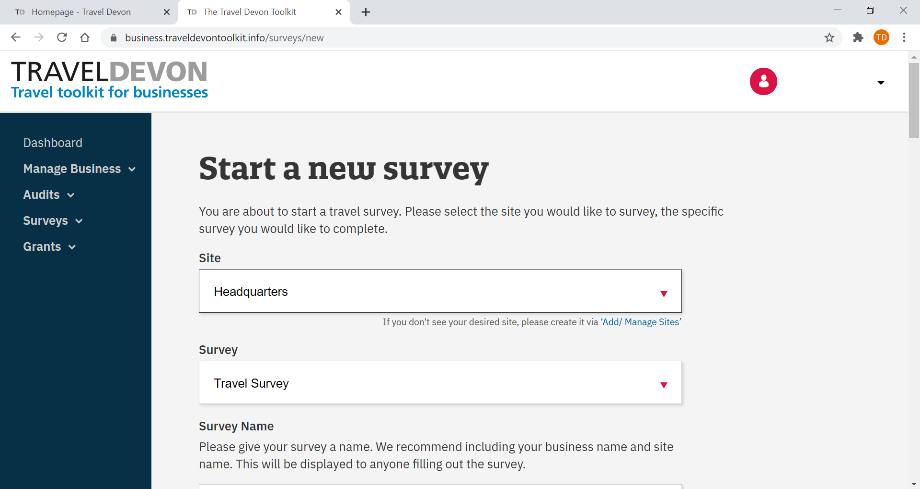 TD Homepage - Travel Devon
TD The Travel Devon Toolkit
business.traveldevontoolkit.info/surveys/new
TD
TRAVELDEVON
Travel toolkit for businesses
Dashboard
Manage Business
Audits
Surveys
Grants
Start a new survey
You are about to start a travel survey. Please select the site you would like to survey, the specific
survey you would like to complete.
Site
Headquarters
If you don't see your desired site, please create it via 'Add/ Manage Sites'
Survey
Travel Survey
Survey Name
Please give your survey a name. We recommend including your business name and site
name. This will be displayed to anyone filling out the survey.